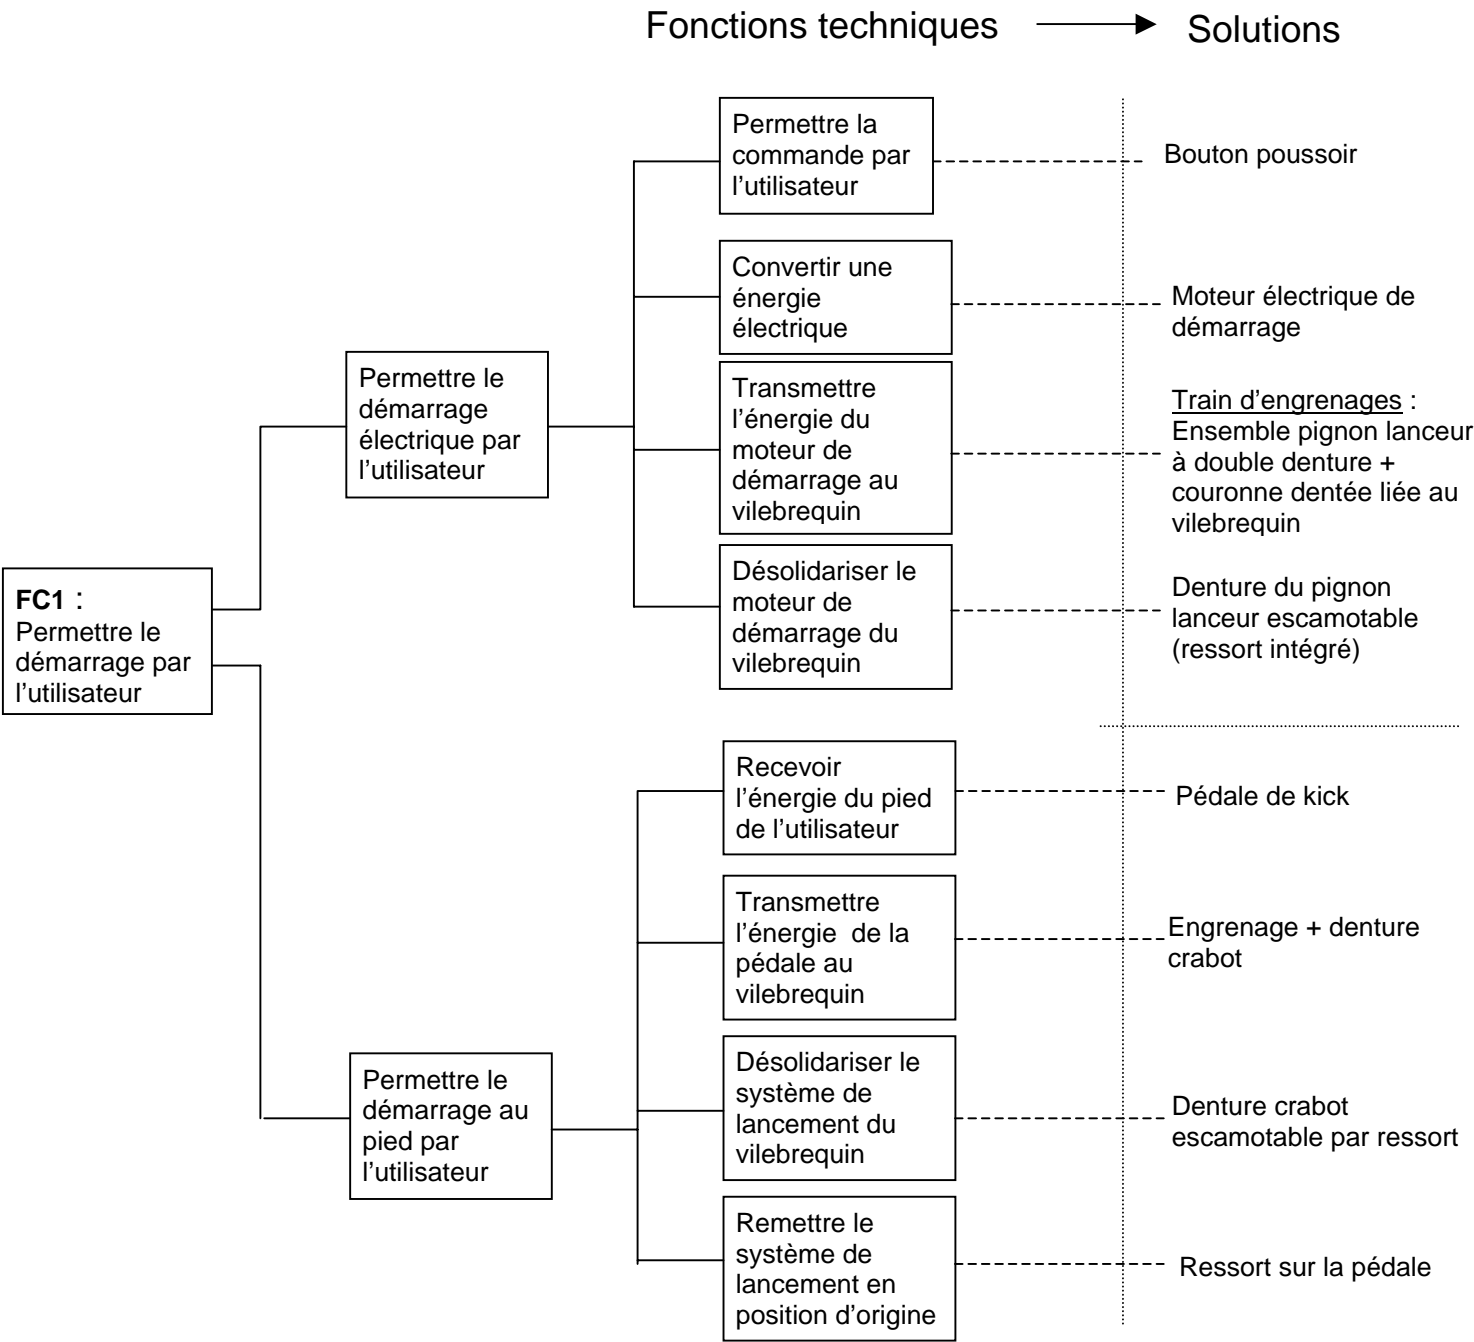 Fonctions techniques
Solutions
Permettre la
commande par
l’utilisateur
Bouton poussoir
Convertir une
énergie
électrique
Moteur électrique de
démarrage
Permettre le
démarrage
électrique par
l’utilisateur
Transmettre
l’énergie du
moteur de
démarrage au
vilebrequin
Train d’engrenages :
Ensemble pignon lanceur
à double denture +
couronne dentée liée au
vilebrequin
Désolidariser le
moteur de
démarrage du
vilebrequin
Denture du pignon
lanceur escamotable
(ressort intégré)
FC1 :
Permettre le
démarrage par
l’utilisateur
Recevoir
l’énergie du pied
de l’utilisateur
Pédale de kick
Transmettre
l’énergie  de la
pédale au
vilebrequin
Engrenage + denture
crabot
Permettre le
démarrage au
pied par
l’utilisateur
Désolidariser le
système de
lancement du
vilebrequin
Denture crabot
escamotable par ressort
Remettre le
système de
lancement en
position d’origine
Ressort sur la pédale